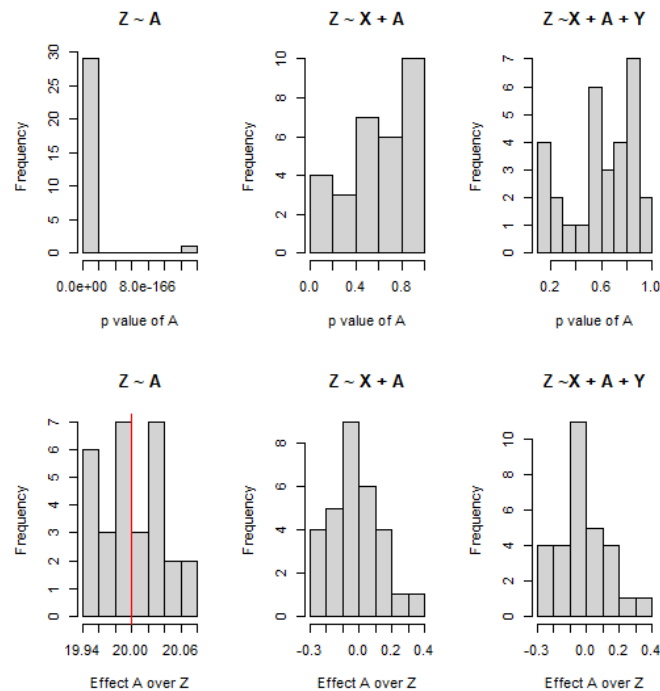 Z ~ A
Z ~ X + A
Z ~X + A + Y
Frequency
0 5 10 15 20 25 30
0.0e+00 8.0e-166
p value of A
Frequency
0 2 4 6 8 10
0.0 0.4 0.8
p value of A
Frequency
0 1 2 3 4 5 6 7
0.2 0.6 1.0
p value of A
Z ~ A
Z ~ X + A
Z ~X + A + Y
Frequency
0 1 2 3 4 5 6 7
19.94 20.00 20.06
Effect A over Z
Frequency
0 2 4 6 8
-0.3 0.0 0.2 0.4
Effect A over Z
Frequency
0 2 4 6 8 10
-0.3 0.0 0.2 0.4
Effect A over Z